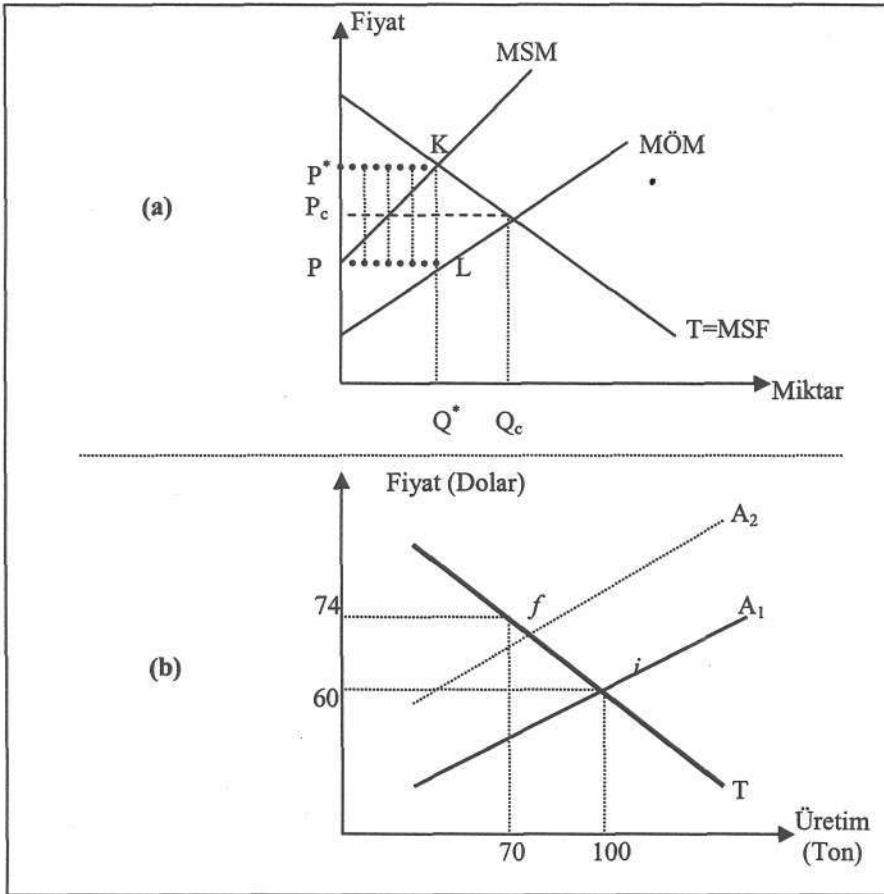 Fiyat
MSM
K
MÖM
P*
(a)
Pc
P
L
T=MSF
Miktar
Q* Qc
Fiyat (Dolar)
A2
74
f
A1
(b)
i
60
T
Üretim
70 100
(Ton)